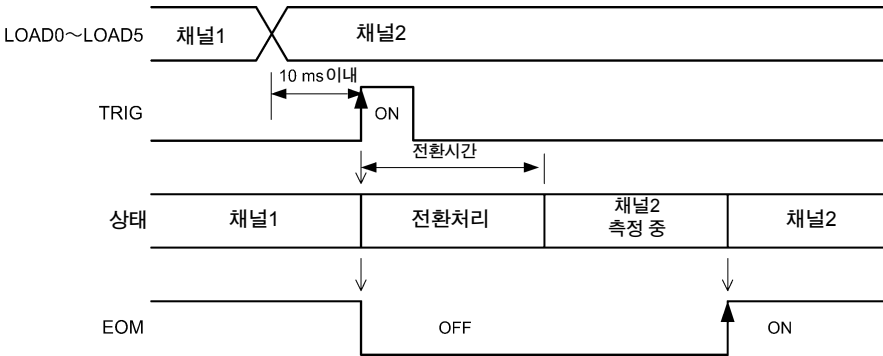 LOAD0～LOAD5
채널1
채널2
10 ms이내
TRIG
ON
전환시간
상태
채널1
전환처리
채널2
측정 중
채널2
EOM
OFF
ON